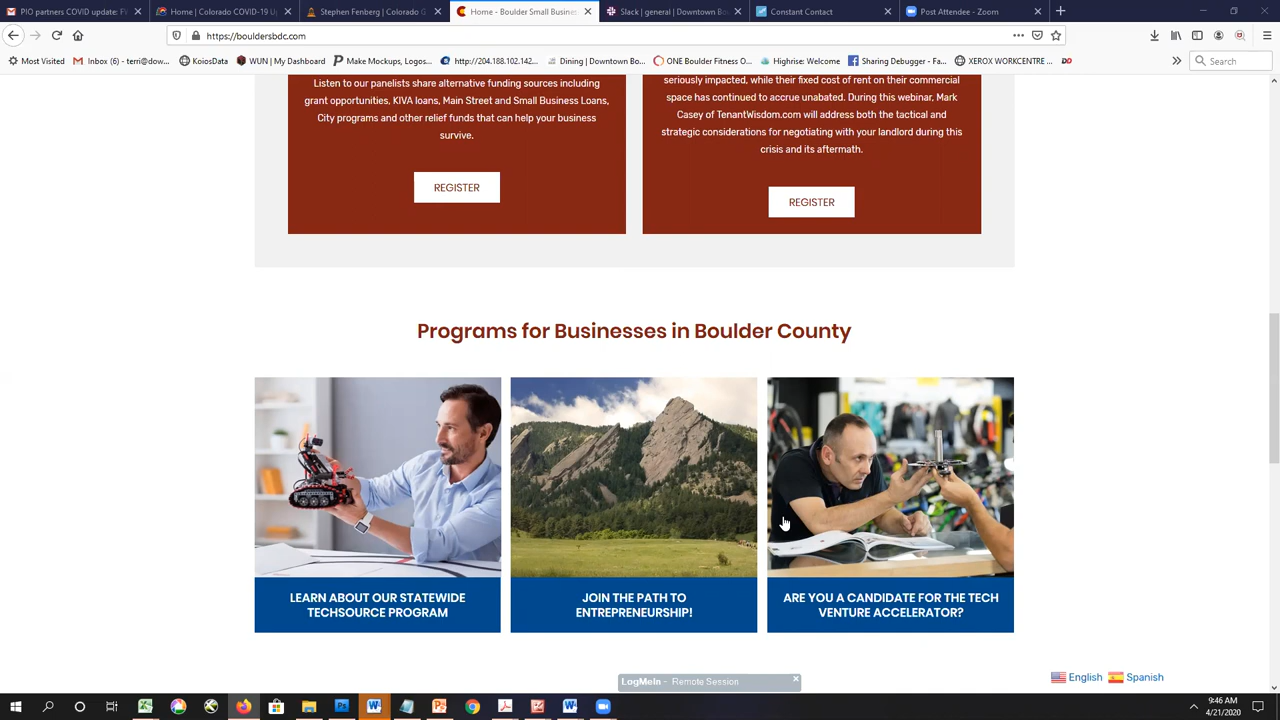 PIO partners COVID update: Fi
Home | Colorado COVID-19 Up
Stephen Fenberg | Colorado G
Home - Boulder Small Busine
Slack | general | Downtown Bo
Constant Contact
Post Attendee - Zoom
https://bouldersbdc.com
Most Visited
Inbox (6) - terri@dow...
KoiosData
WUN | My Dashboard
Make Mockups, Logos...
http://204.188.102.142...
Dining | Downtown Bo...
ONE Boulder Fitness O...
Highrise: Welcome
Sharing Debugger - Fa...
XEROX WORKCENTRE ...
DO
Search
Listen to our panelists share alternative funding sources including
grant opportunities, KIVA loans, Main Street and Small Business Loans,
City programs and other relief funds that can help your business
survive.
REGISTER
seriously impacted, while their fixed cost of rent on their commercial
space has continued to accrue unabated. During this webinar, Mark
Casey of TenantWisdom.com will address both the tactical and
strategic considerations for negotiating with your landlord during this
crisis and its aftermath.
REGISTER
Programs for Businesses in Boulder County
LEARN ABOUT OUR STATEWIDE
TECHSOURCE PROGRAM
JOIN THE PATH TO
ENTREPRENEURSHIP!
ARE YOU A CANDIDATE FOR THE TECH
VENTURE ACCELERATOR?
English
Spanish
LogMeIn - Remote Session
9:46 AM
4/21/2020